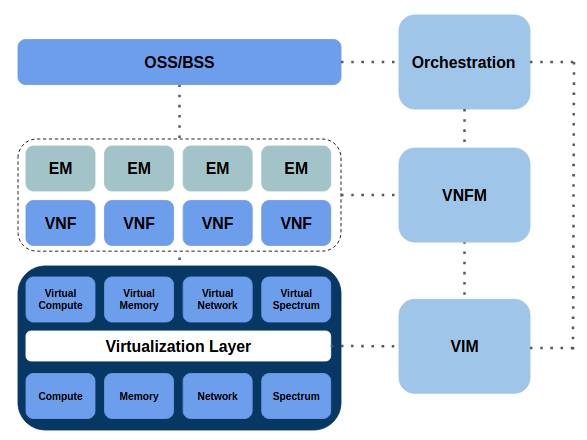 OSS/BSS
Orchestration
EM EM EM EM
VNF VNF VNF VNF
VNFM
Virtual Compute
Virtual Memory
Virtual Network
Virtual Spectrum
Virtualization Layer
VIM
Compute Memory Network Spectrum